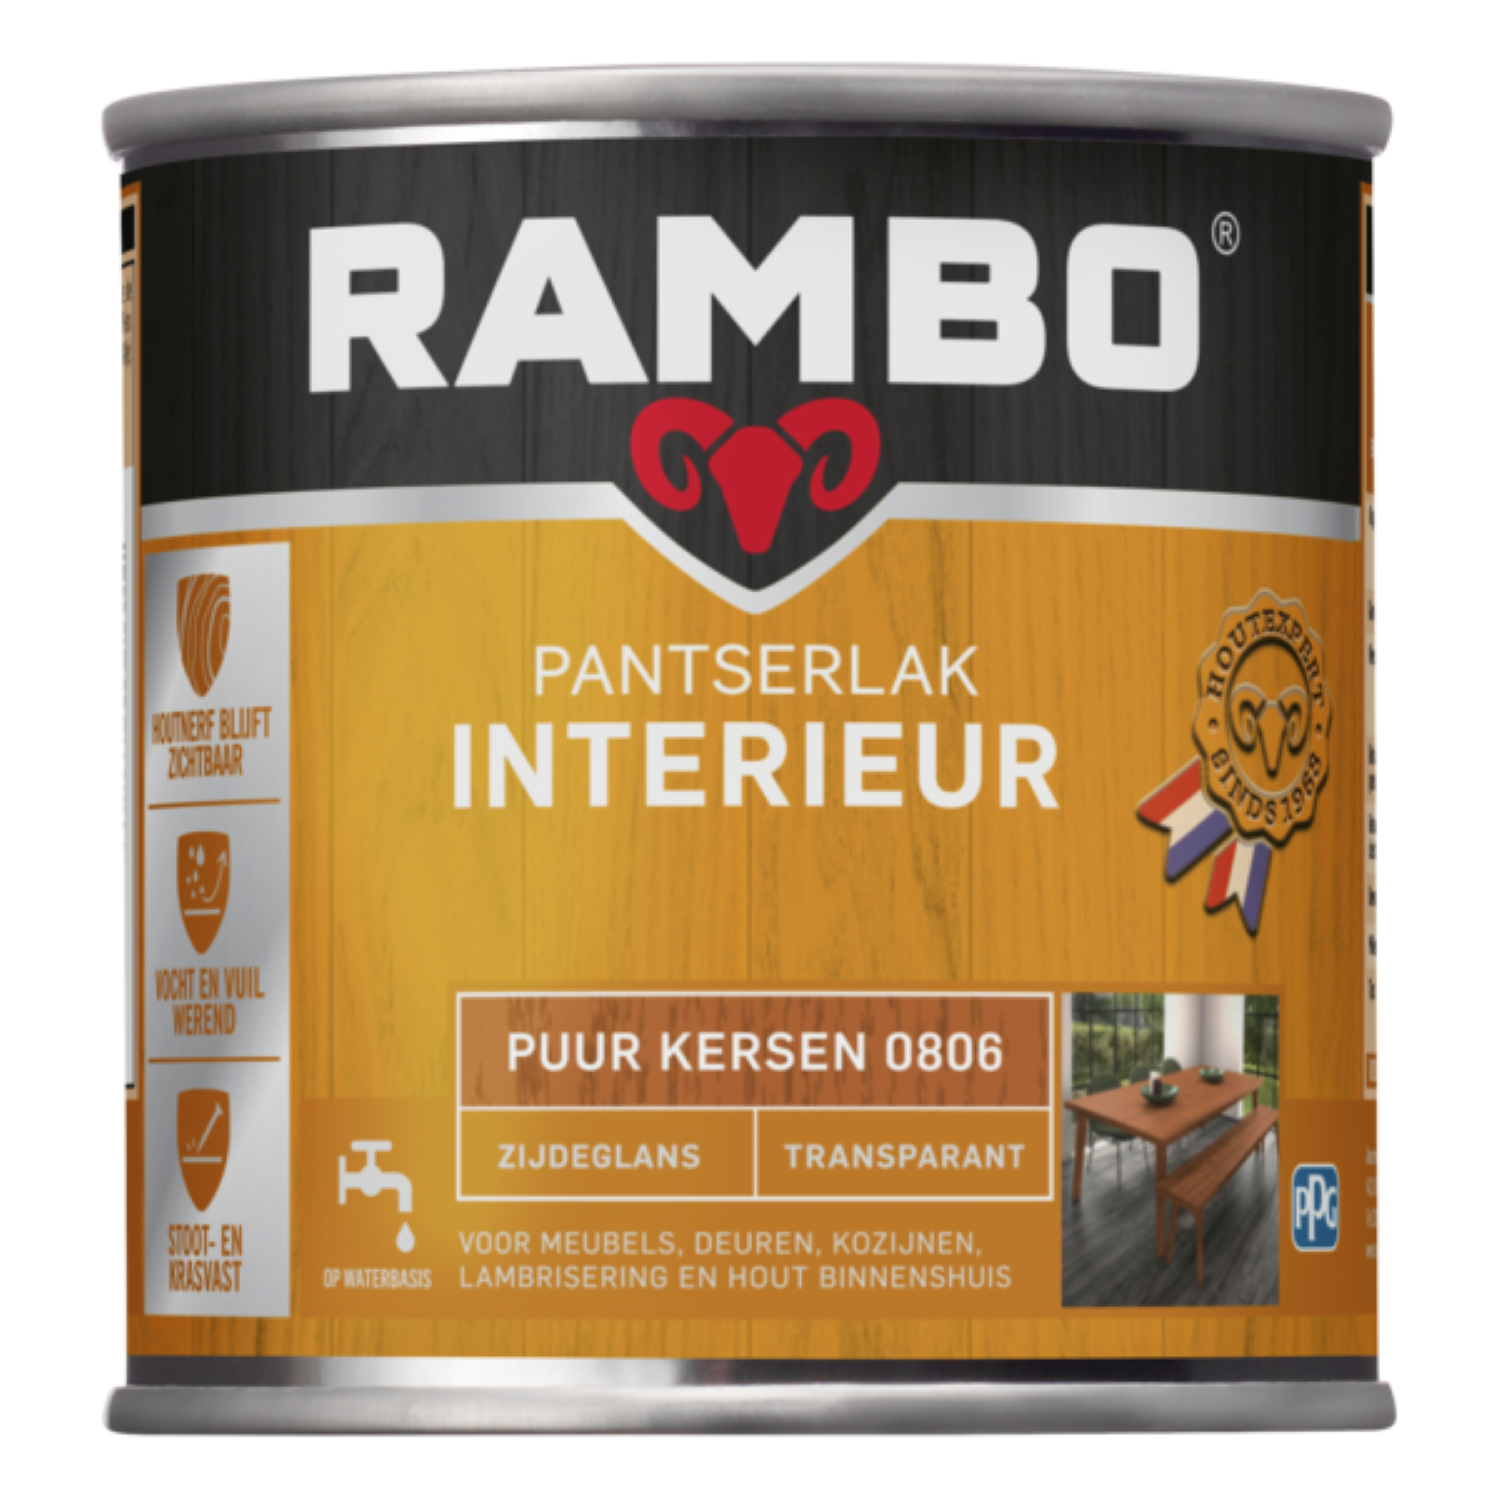 RAMBO®
PANTSERLAK
INTERIEUR
HOUTEXPERT
SINDS 1963
HOUTNERF BLIJFT
ZICHTBAAR
VOCHT EN VUIL
WEREND
STOOT- EN
KRASVAST
PUUR KERSEN 0806
ZIJDEGLANS
TRANSPARANT
OP WATERBASIS
VOOR MEUBELS, DEUREN, KOZIJNEN,
LAMBRISERING EN HOUT BINNENSHUIS
PPG